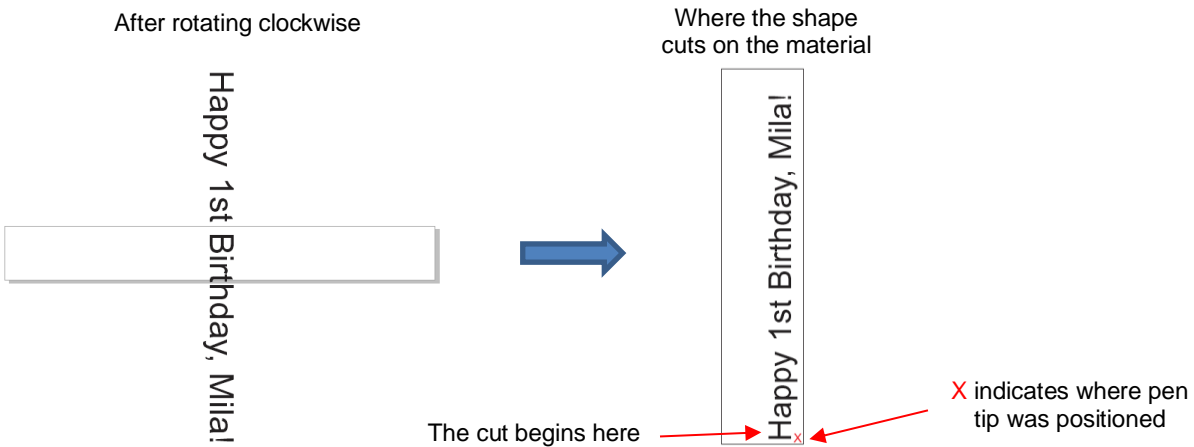 After rotating clockwise
Where the shape
cuts on the material
Happy 1st Birthday, Mila!
Happy 1st Birthday, Mila!
The cut begins here
x
X indicates where pen
tip was positioned